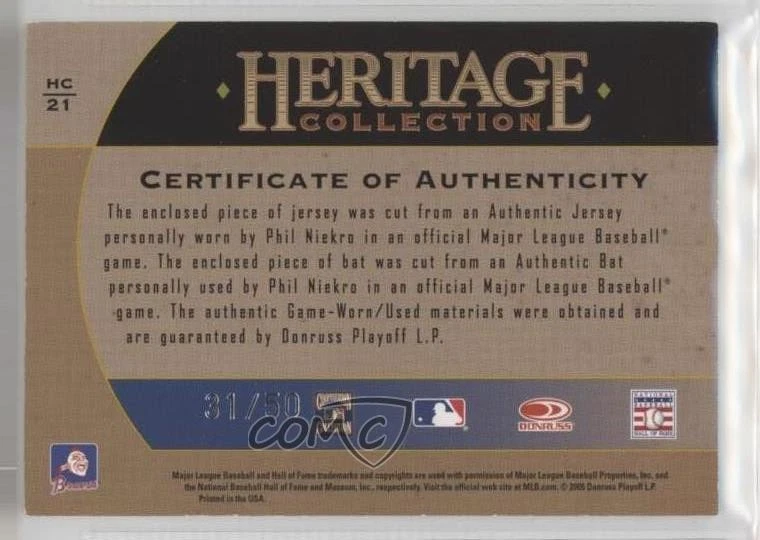 HC
21
HERITAGE
COLLECTION
CERTIFICATE OF AUTHENTICITY
The enclosed piece of jersey was cut from an Authentic Jersey
personally worn by Phil Niekro in an official Major League Baseball®
game. The enclosed piece of bat was cut from an Authentic Bat
personally used by Phil Niekro in an official Major League Baseball®
game. The authentic Game-Worn/Used materials were obtained and
are guaranteed by Donruss Playoff L.P.
31/50
COMC
DONRUSS
NATIONAL
BASEBALL
HALL OF FAME
Braves
Major League Baseball and Hall of Fame trademarks and copyrights are used with permission of Major League Baseball Properties, Inc. and
the National Baseball Hall of Fame and Museum, Inc., respectively. Visit the official web site at MLB.com. © 2005 Donruss Playoff L.P.
Printed in the USA.